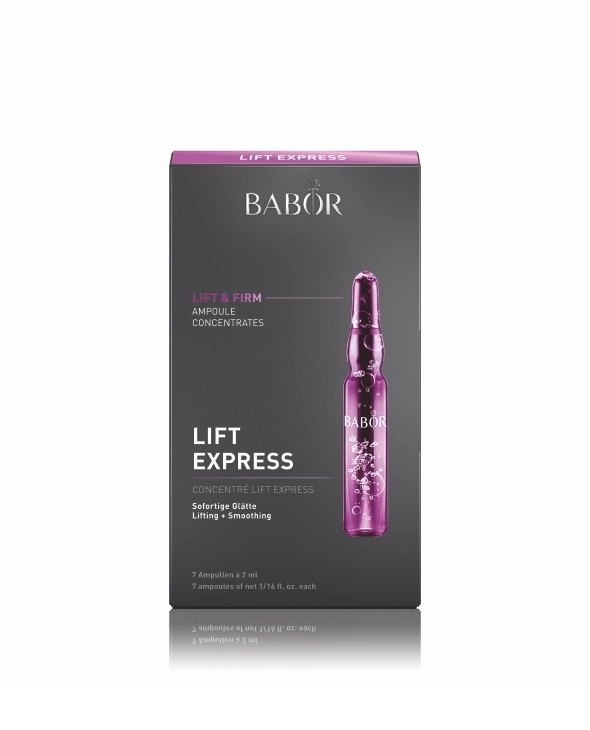 LIFT EXPRESS
BABOR
LIFT & FIRM
AMPOULE
CONCENTRATES
BABOR
LIFT
EXPRESS
CONCENTRÉ LIFT EXPRESS
Sofortige Glätte
Lifting + Smoothing
7 Ampullen à 2 ml
7 ampoules of net 1/16 fl. oz. each